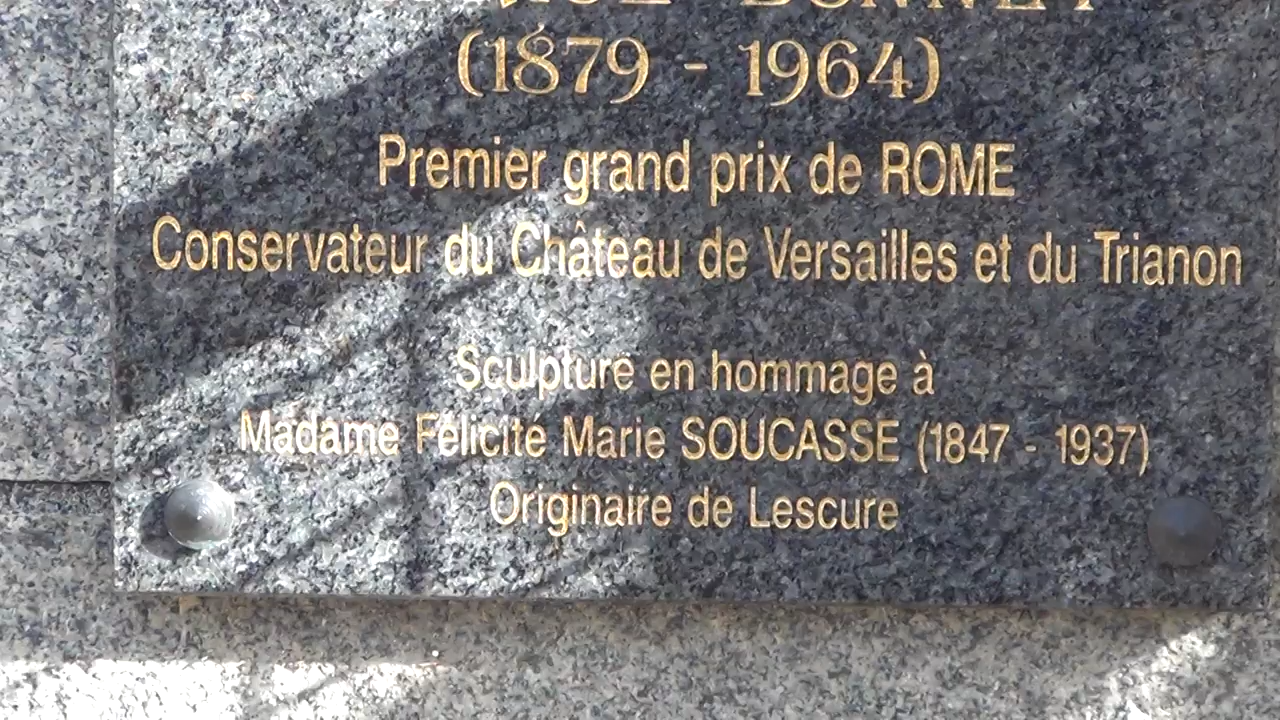 (1879 - 1964)
Premier grand prix de ROME
Conservateur du Château de Versailles et du Trianon
Sculpture en hommage à
Madame Félicité Marie SOUCASSE (1847 - 1937)
Originaire de Lescure